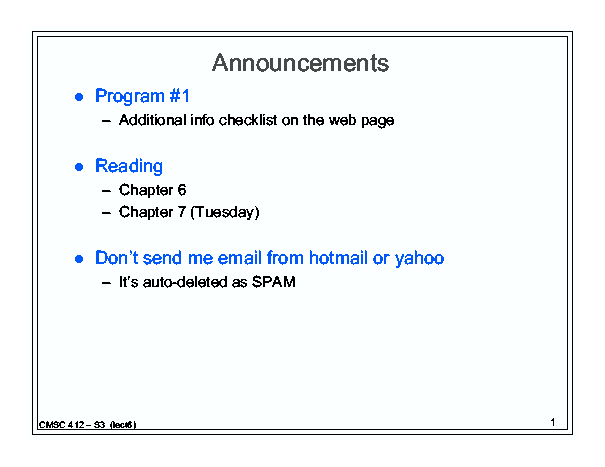 Announcements
● Program #1
– Additional info checklist on the web page
● Reading
– Chapter 6
– Chapter 7 (Tuesday)
● Don’t send me email from hotmail or yahoo
– It’s auto-deleted as SPAM
CMSC 412 – S3 (lect6)
1